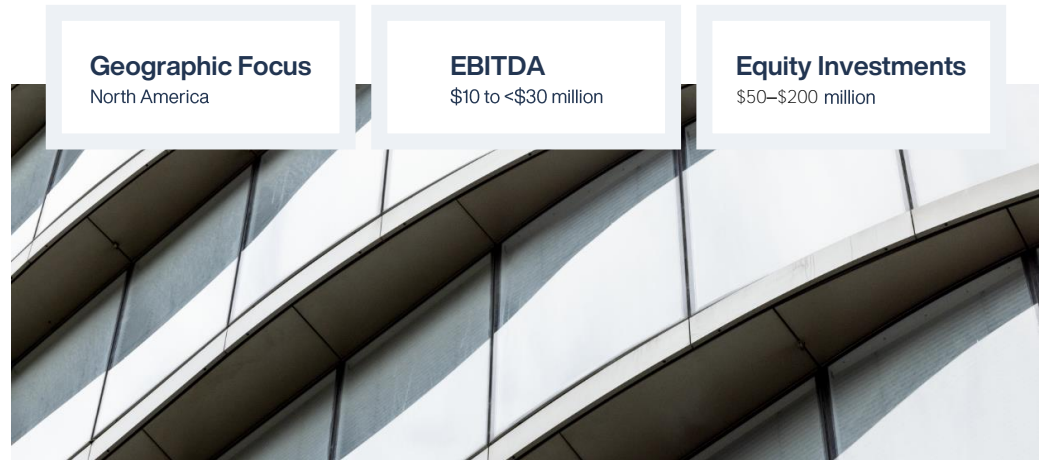 Geographic Focus
North America
EBITDA
$10 to <$30 million
Equity Investments
$50–$200 million